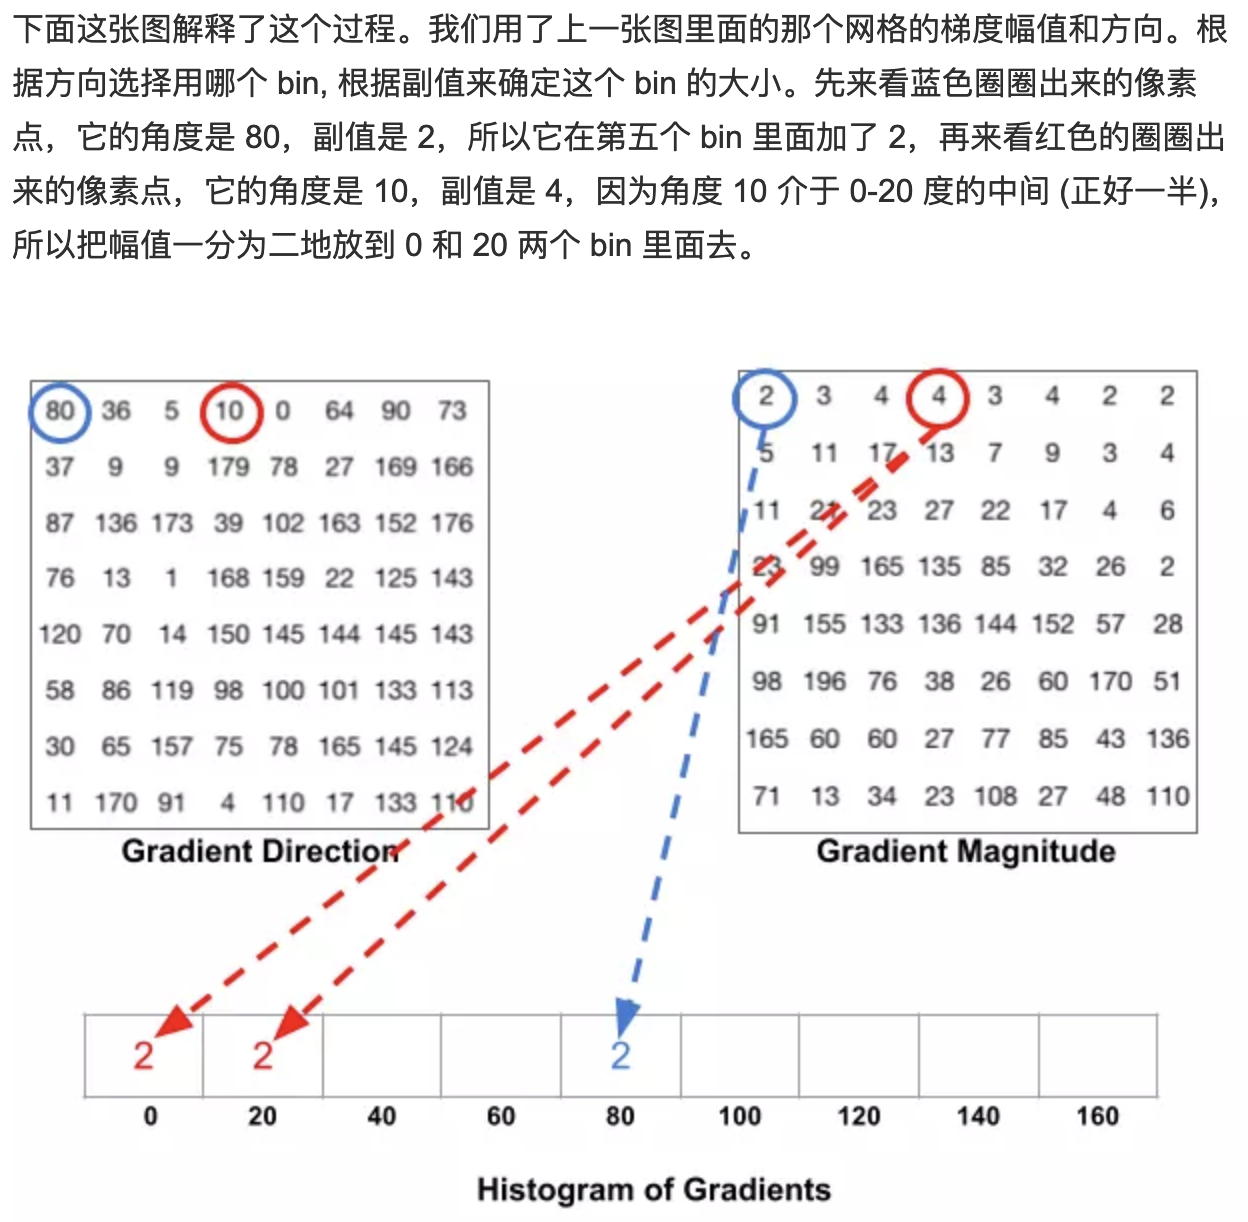 下面这张图解释了这个过程。我们用了上一张图里面的那个网格的梯度幅值和方向。根
据方向选择用哪个 bin, 根据副值来确定这个 bin 的大小。先来看蓝色圈圈出来的像素
点，它的角度是 80，副值是 2，所以它在第五个 bin 里面加了 2，再来看红色的圈圈出
来的像素点，它的角度是 10，副值是 4，因为角度 10 介于 0-20 度的中间 (正好一半)，
所以把幅值一分为二地放到 0 和 20 两个 bin 里面去。
80 36 5 10 0 64 90 73
37 9 9 179 78 27 169 166
87 136 173 39 102 163 152 176
76 13 1 168 159 22 125 143
120 70 14 150 145 144 145 143
58 86 119 98 100 101 133 113
30 65 157 75 78 165 145 124
11 170 91 4 110 17 133 110
Gradient Direction
2 3 4 4 3 4 2 2
5 11 17 13 7 9 3 4
11 21 23 27 22 17 4 6
23 99 165 135 85 32 26 2
91 155 133 136 144 152 57 28
98 196 76 38 26 60 170 51
165 60 60 27 77 85 43 136
71 13 34 23 108 27 48 110
Gradient Magnitude
2 2 2
0 20 40 60 80 100 120 140 160
Histogram of Gradients